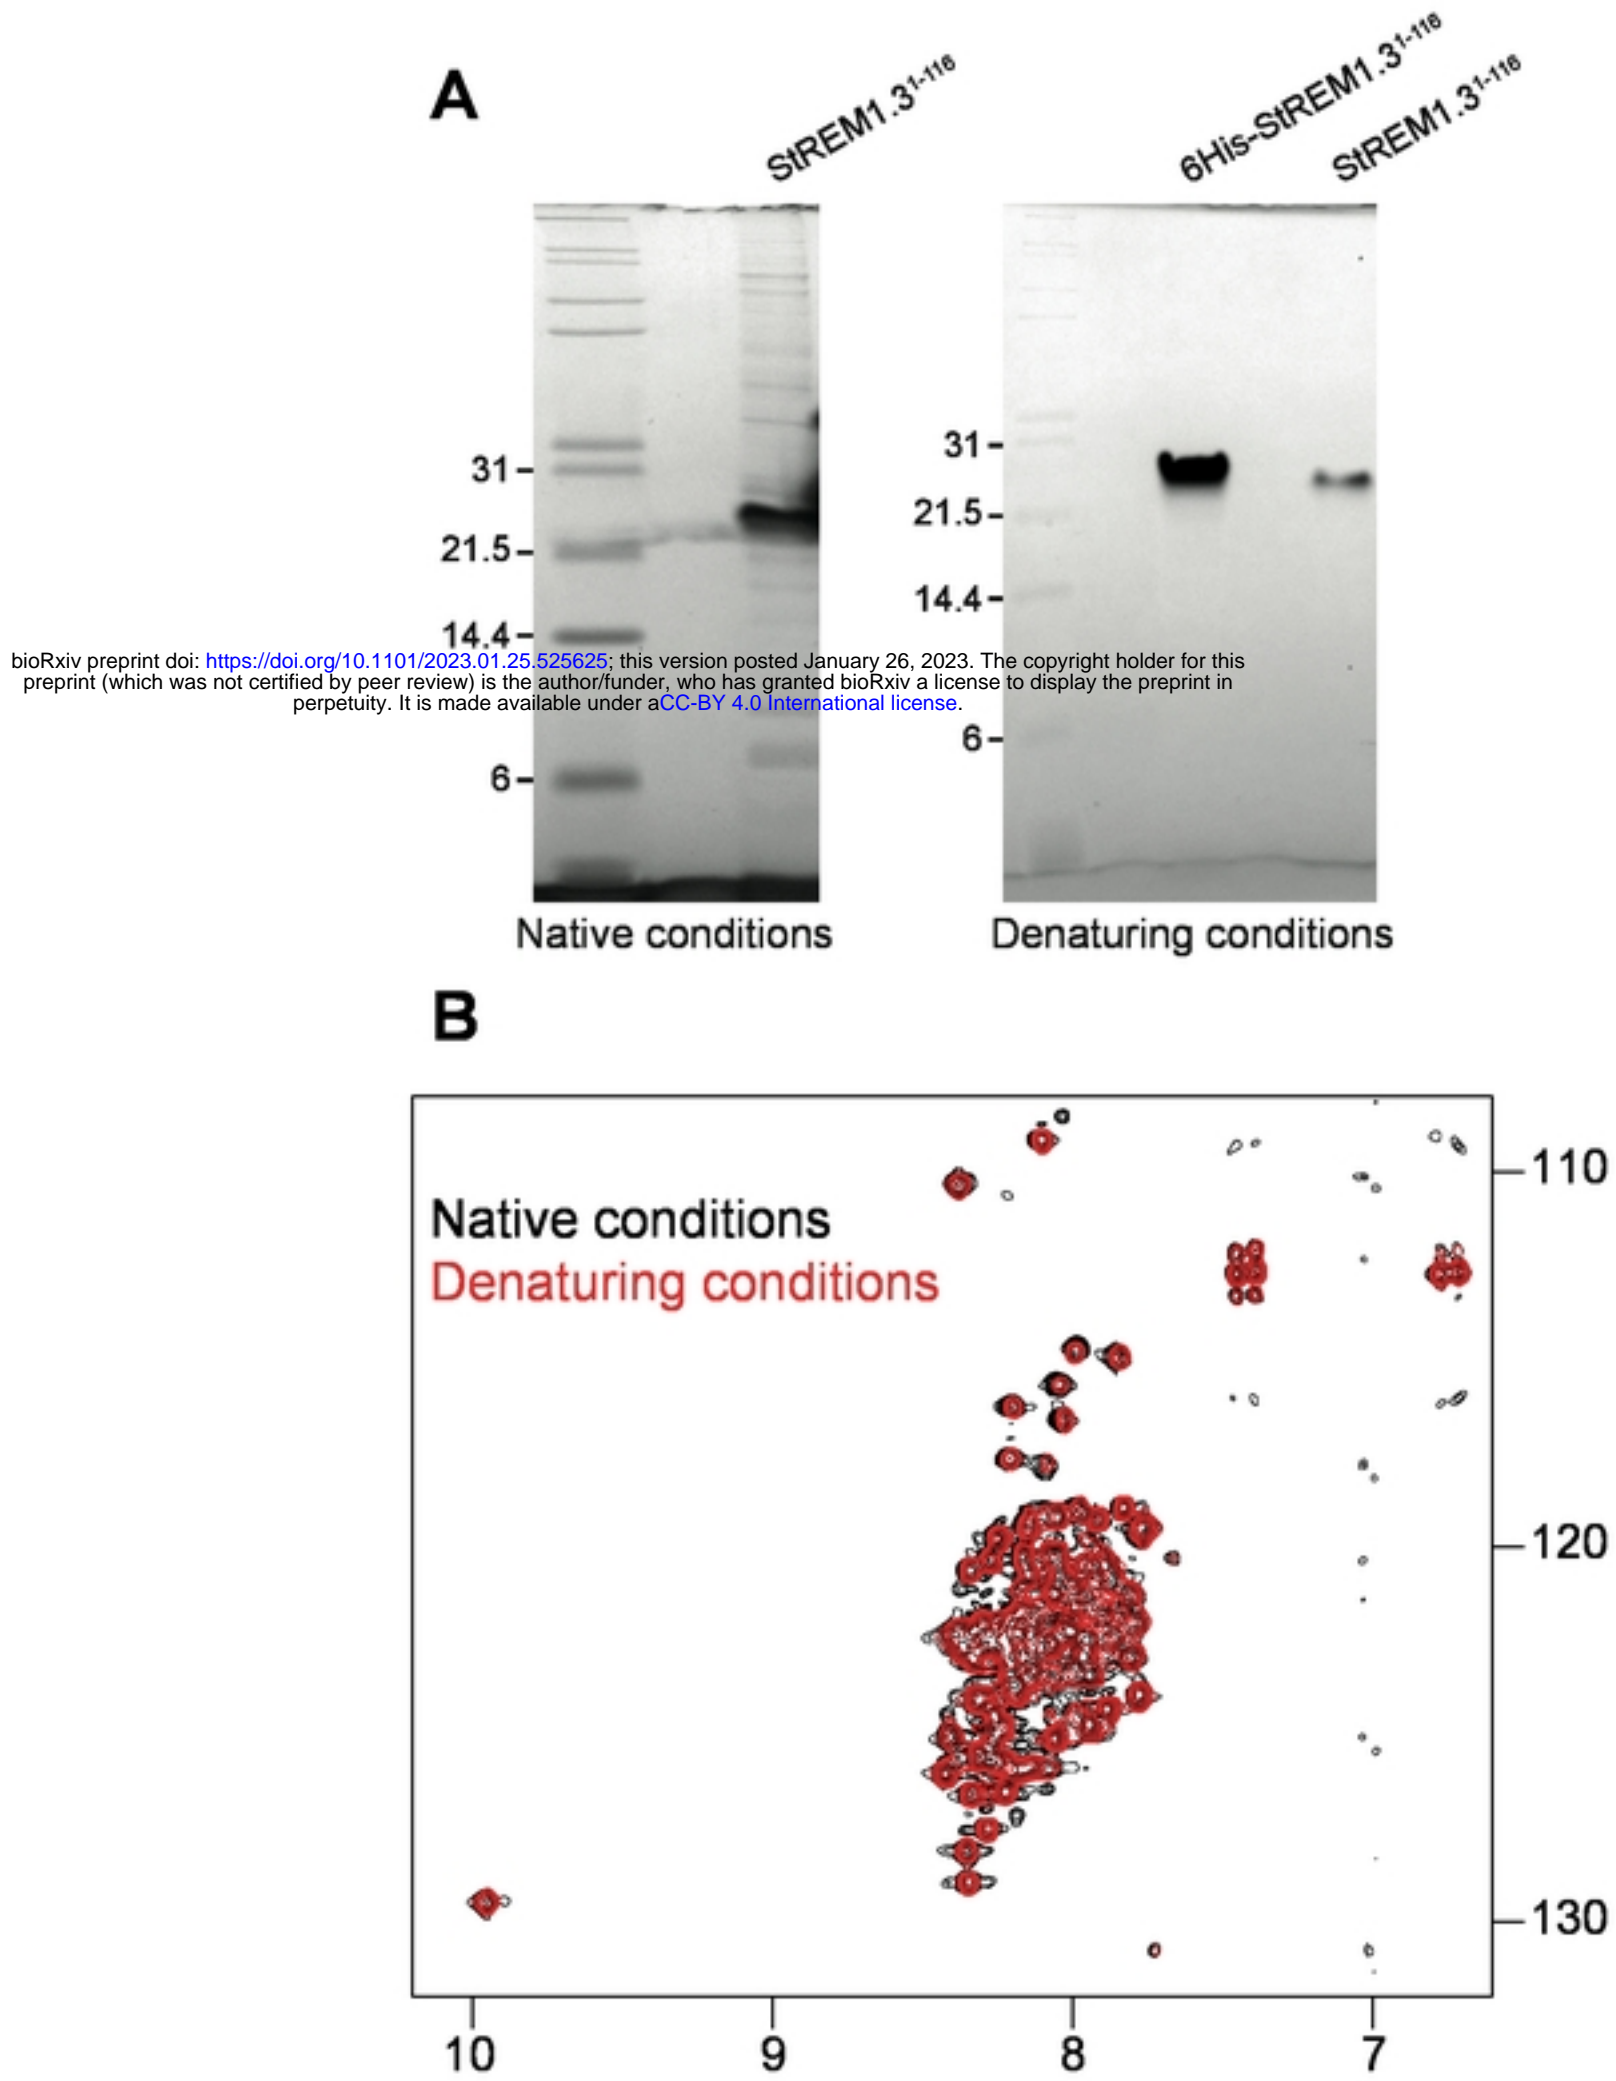 A
StREM1.3¹⁻¹¹⁶
6His-StREM1.3¹⁻¹¹⁶
StREM1.3¹⁻¹¹⁶
31
21.5
14.4
6
31
21.5
14.4
6
bioRxiv preprint doi: https://doi.org/10.1101/2023.01.25.525625; this version posted January 26, 2023. The copyright holder for this
preprint (which was not certified by peer review) is the author/funder, who has granted bioRxiv a license to display the preprint in
perpetuity. It is made available under aCC-BY 4.0 International license.
Native conditions
Denaturing conditions
B
Native conditions
Denaturing conditions
110
120
130
10
9
8
7